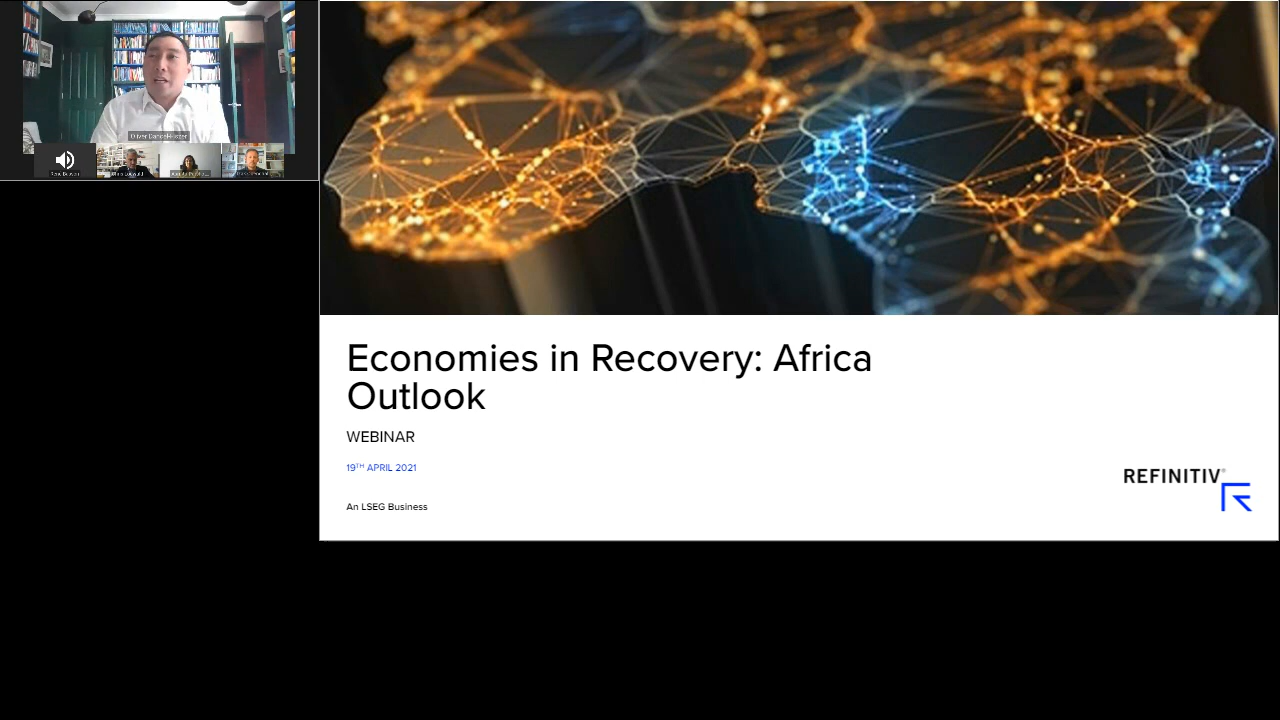 Economies in Recovery: Africa
Outlook
WEBINAR
19TH APRIL 2021
An LSEG Business
REFINITIV